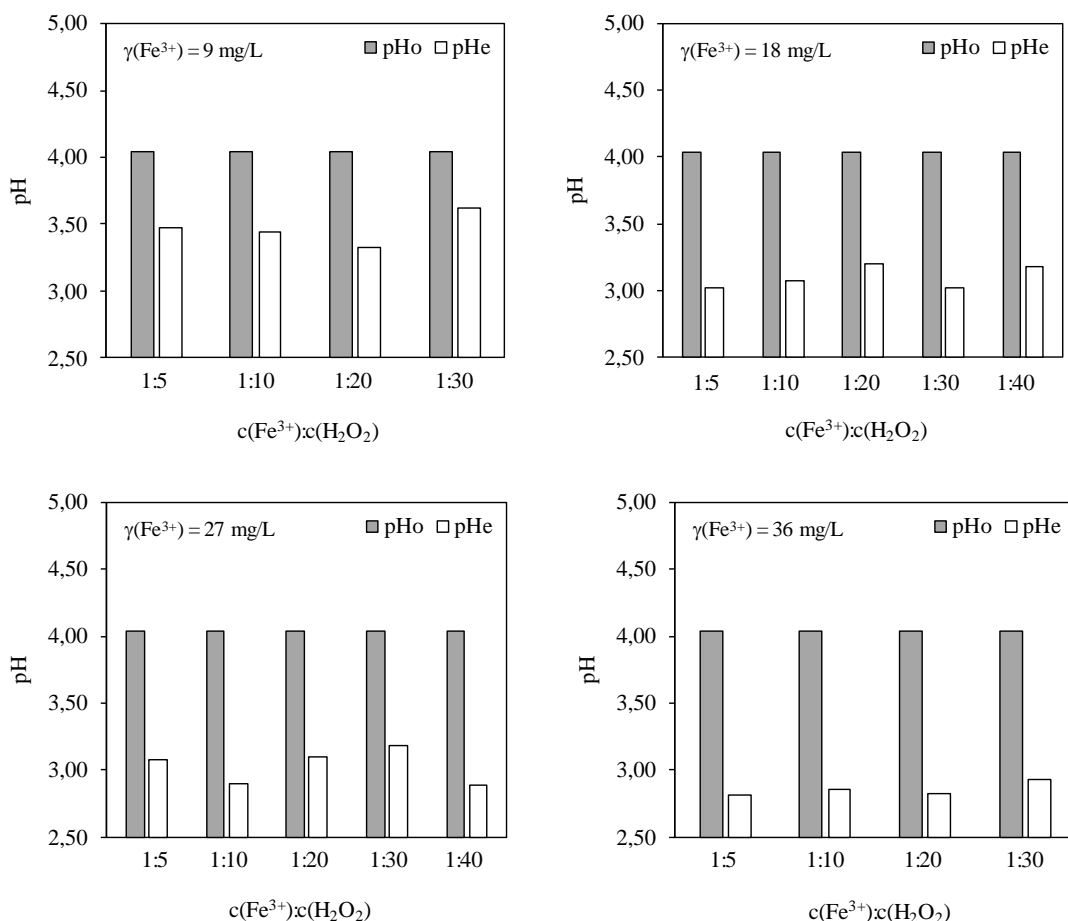 γ(Fe³⁺) = 9 mg/L
pHo pHe
5,00
4,50
4,00
3,50
3,00
2,50
pH
1:5 1:10 1:20 1:30
c(Fe³⁺):c(H₂O₂)
γ(Fe³⁺) = 18 mg/L
pHo pHe
5,00
4,50
4,00
3,50
3,00
2,50
pH
1:5 1:10 1:20 1:30 1:40
c(Fe³⁺):c(H₂O₂)
γ(Fe³⁺) = 27 mg/L
pHo pHe
5,00
4,50
4,00
3,50
3,00
2,50
pH
1:5 1:10 1:20 1:30 1:40
c(Fe³⁺):c(H₂O₂)
γ(Fe³⁺) = 36 mg/L
pHo pHe
5,00
4,50
4,00
3,50
3,00
2,50
pH
1:5 1:10 1:20 1:30
c(Fe³⁺):c(H₂O₂)